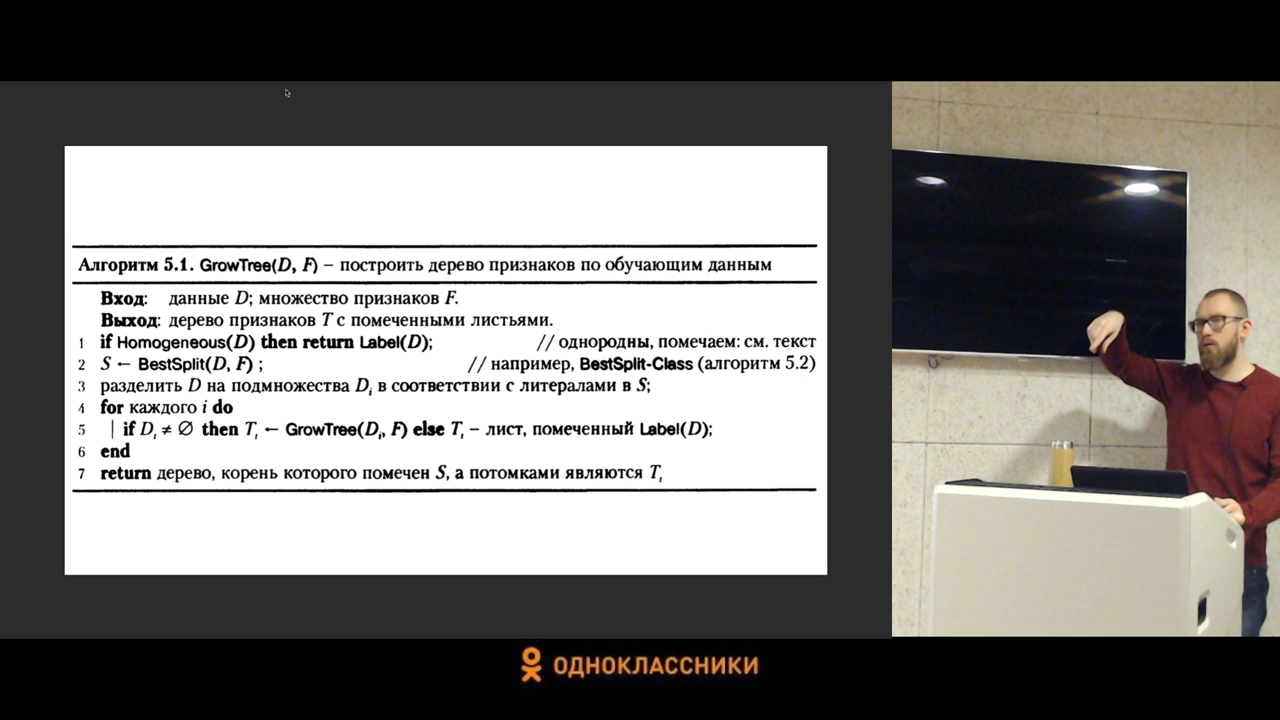 Алгоритм 5.1. GrowTree(D, F) – построить дерево признаков по обучающим данным
Вход: данные D; множество признаков F.
Выход: дерево признаков T с помеченными листьями.
1 if Homogeneous(D) then return Label(D); // однородны, помечаем: см. текст
2 S ← BestSplit(D, F) ; // например, BestSplit-Class (алгоритм 5.2)
3 разделить D на подмножества Dᵢ в соответствии с литералами в S;
4 for каждого i do
5 | if Dᵢ ≠ ∅ then Tᵢ ← GrowTree(Dᵢ, F) else Tᵢ – лист, помеченный Label(D);
6 end
7 return дерево, корень которого помечен S, а потомками являются Tᵢ
ОДНОКЛАССНИКИ